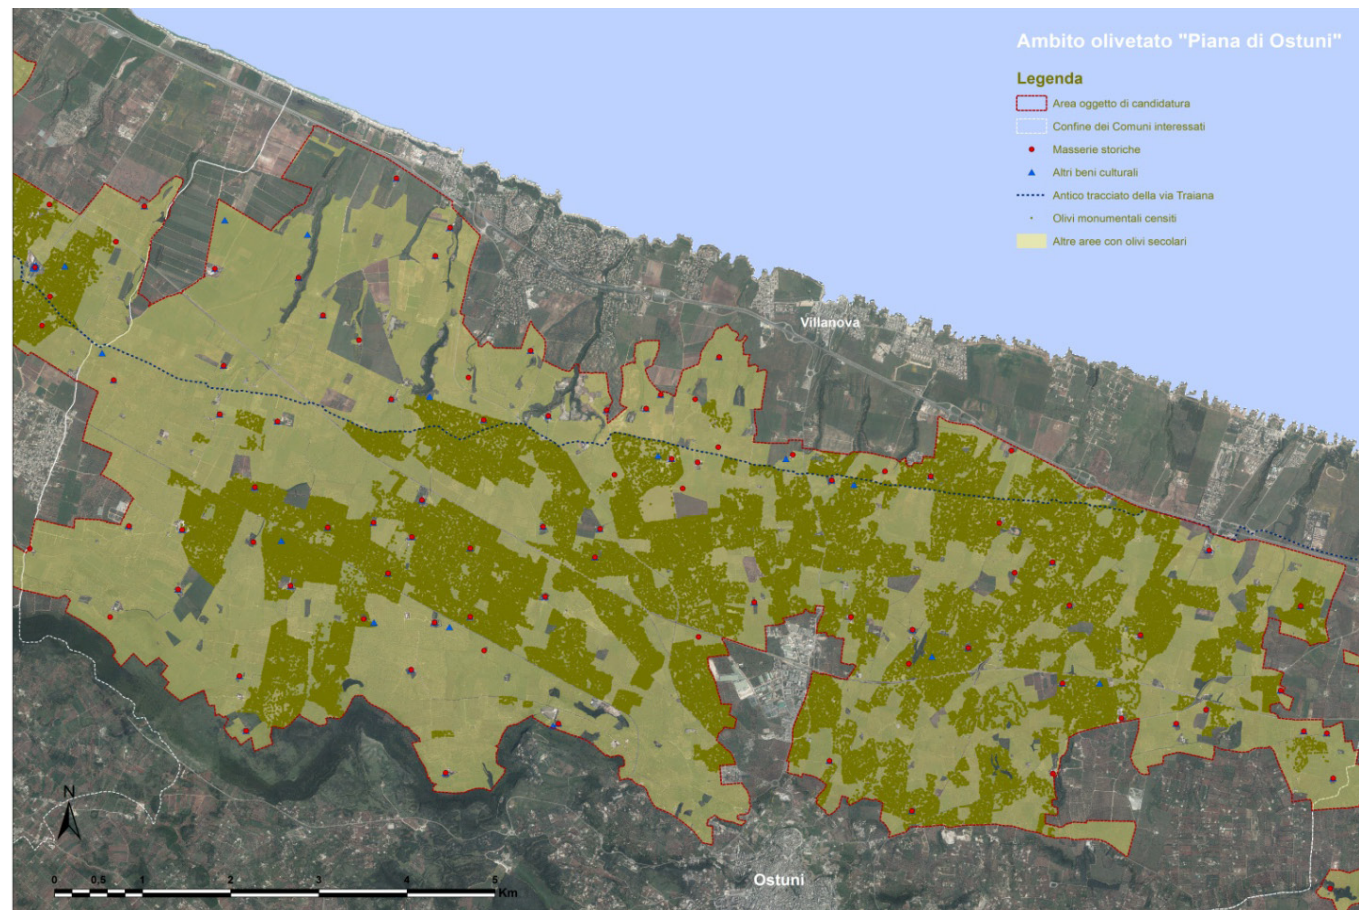 Ambito olivetato "Piana di Ostuni"
Legenda
Area oggetto di candidatura
Confine dei Comuni interessati
Masserie storiche
Altri beni culturali
Antico tracciato della via Traiana
Olivi monumentali censiti
Altre aree con olivi secolari
Villanova
N
0 0,5 1 2 3 4 5
Km
Ostuni